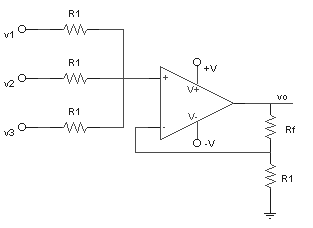 R1
v1
R1
v2
R1
v3
+
+V
V+
-
V-
-V
vo
Rf
R1